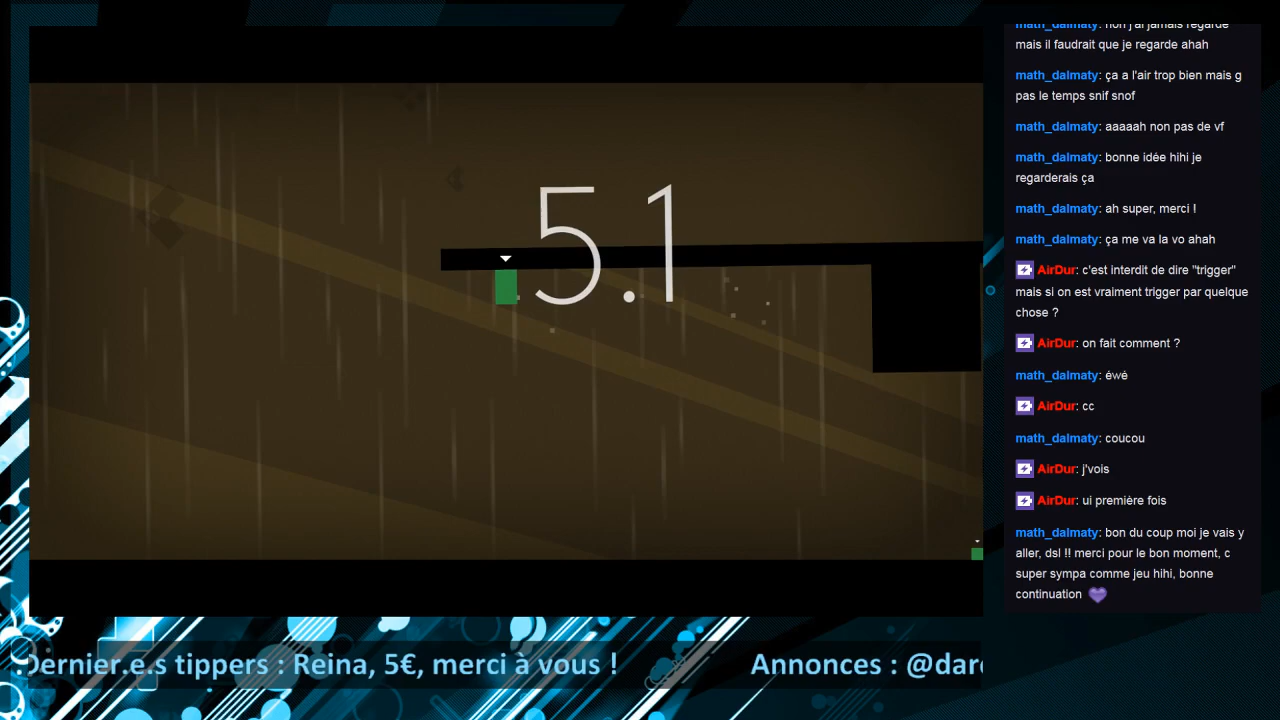 5.1
math_dalmaty: non j'ai jamais regardé
mais il faudrait que je regarde ahah
math_dalmaty: ça a l'air trop bien mais g
pas le temps snif snof
math_dalmaty: aaaaah non pas de vf
math_dalmaty: bonne idée hihi je
regarderais ça
math_dalmaty: ah super, merci !
math_dalmaty: ça me va la vo ahah
AirDur: c'est interdit de dire "trigger"
mais si on est vraiment trigger par quelque
chose ?
AirDur: on fait comment ?
math_dalmaty: éwé
AirDur: cc
math_dalmaty: coucou
AirDur: j'vois
AirDur: ui première fois
math_dalmaty: bon du coup moi je vais y
aller, dsl !! merci pour le bon moment, c
super sympa comme jeu hihi, bonne
continuation
Dernier.e.s tippers : Reina, 5€, merci à vous ! Annonces : @dar